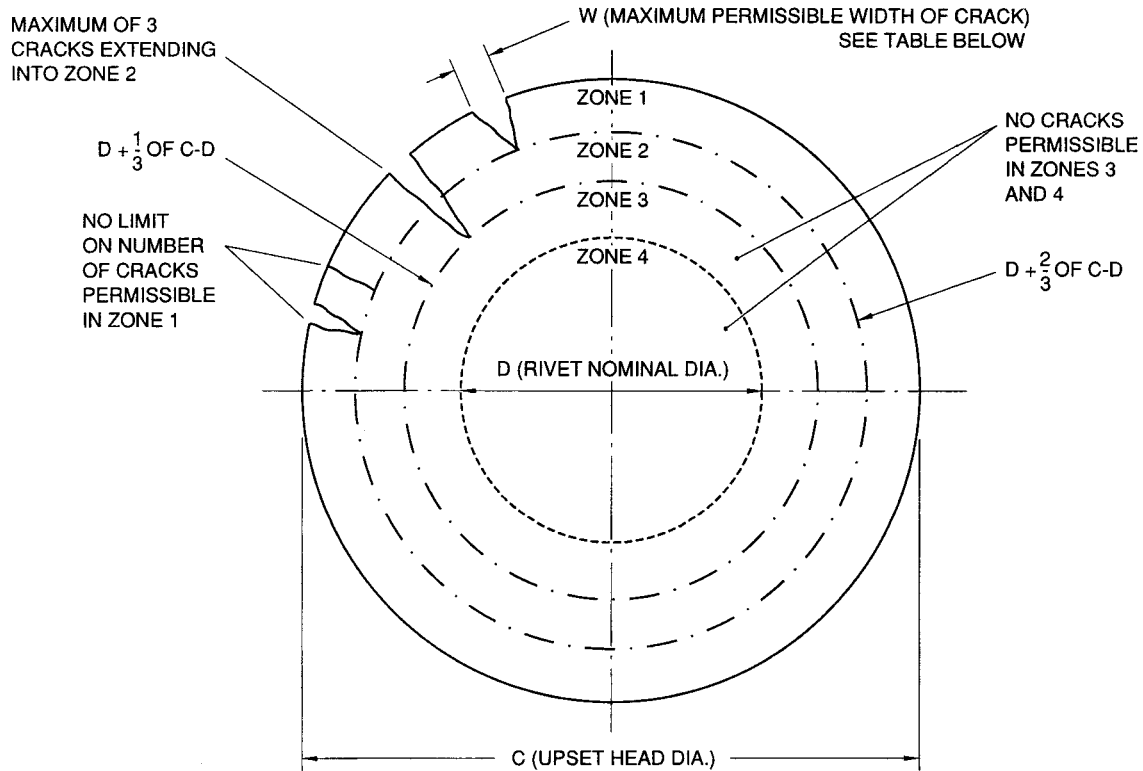 MAXIMUM OF 3
CRACKS EXTENDING
INTO ZONE 2
W (MAXIMUM PERMISSIBLE WIDTH OF CRACK)
SEE TABLE BELOW
D + 1/3 OF C-D
NO LIMIT
ON NUMBER
OF CRACKS
PERMISSIBLE
IN ZONE 1
ZONE 1
ZONE 2
ZONE 3
ZONE 4
NO CRACKS
PERMISSIBLE
IN ZONES 3
AND 4
D + 2/3 OF C-D
D (RIVET NOMINAL DIA.)
C (UPSET HEAD DIA.)